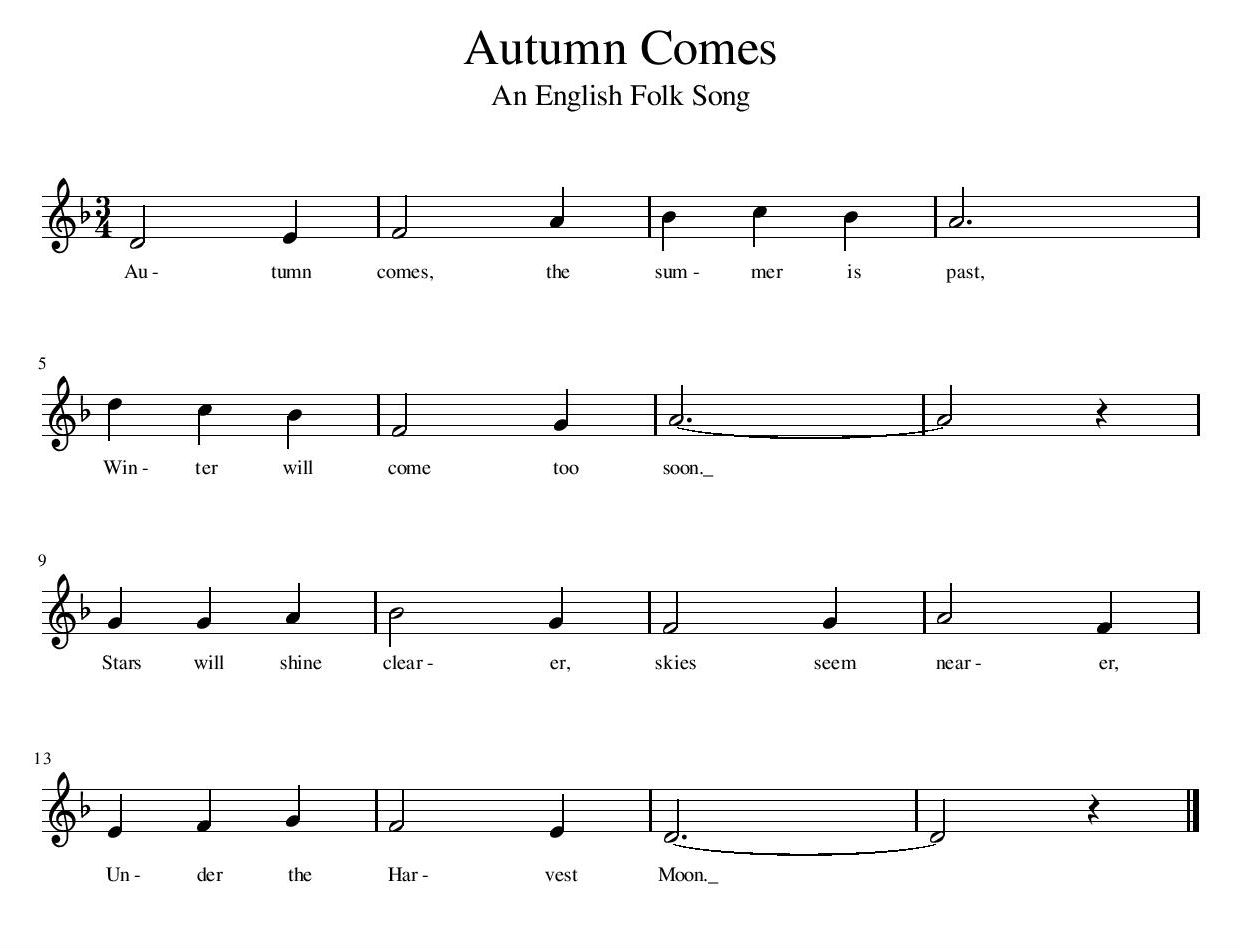 Autumn Comes
An English Folk Song
3
4
Au - tumn comes, the sum - mer is past,
5
Win - ter will come too soon._
9
Stars will shine clear - er, skies seem near - er,
13
Un - der the Har - vest Moon._